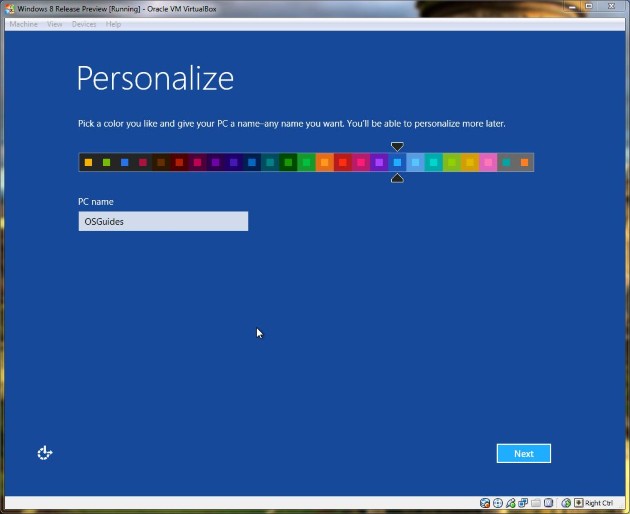 Windows 8 Release Preview [Running] - Oracle VM VirtualBox
Machine View Devices Help
Personalize
Pick a color you like and give your PC a name–any name you want. You'll be able to personalize more later.
PC name
OSGuides
Next
Right Ctrl